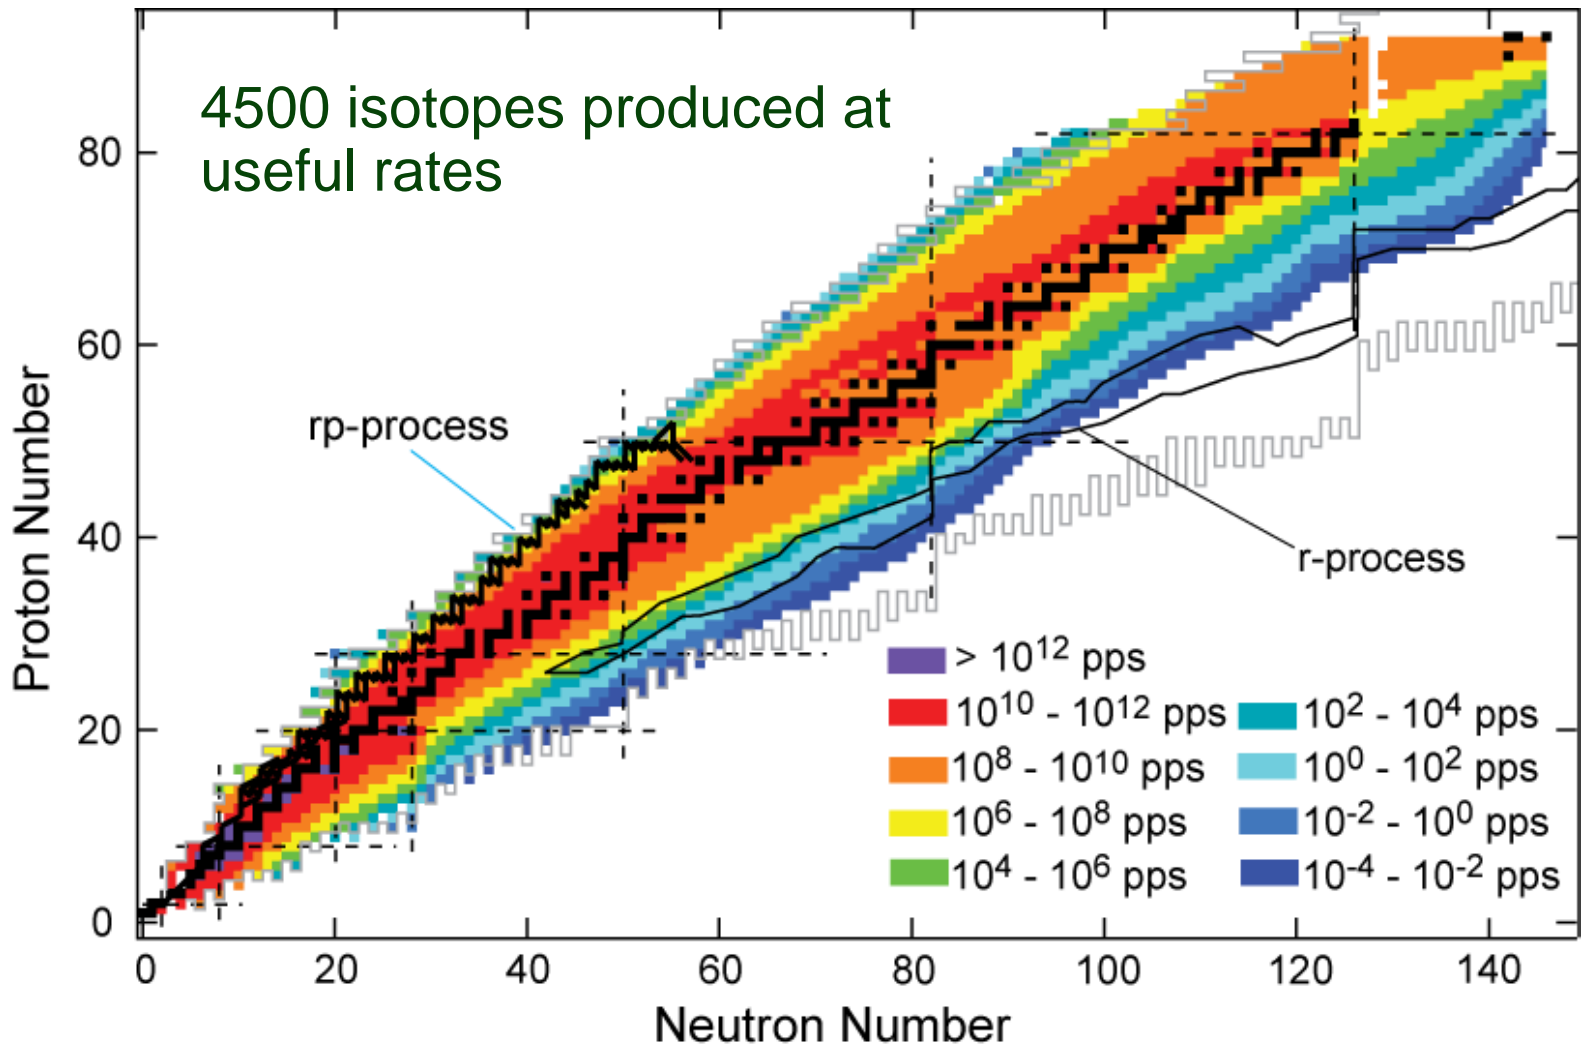 4500 isotopes produced at
useful rates
80
60
40
20
0
Proton Number
rp-process
r-process
> 10¹² pps
10¹⁰ - 10¹² pps
10⁸ - 10¹⁰ pps
10⁶ - 10⁸ pps
10⁴ - 10⁶ pps
10² - 10⁴ pps
10⁰ - 10² pps
10⁻² - 10⁰ pps
10⁻⁴ - 10⁻² pps
0 20 40 60 80 100 120 140
Neutron Number